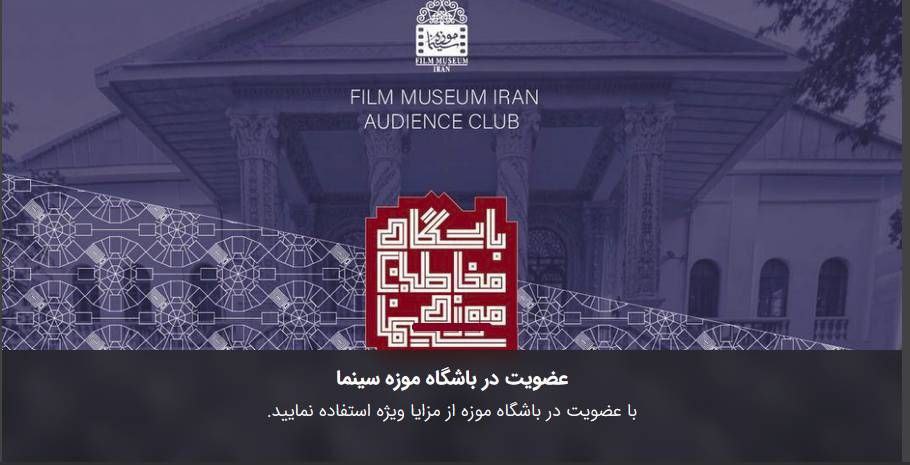 موزه
سینما
FILM MUSEUM
IRAN
FILM MUSEUM IRAN
AUDIENCE CLUB
باشگاه
مخاطبان
موزه
سینما
عضویت در باشگاه موزه سینما
با عضویت در باشگاه موزه از مزایا ویژه استفاده نمایید.